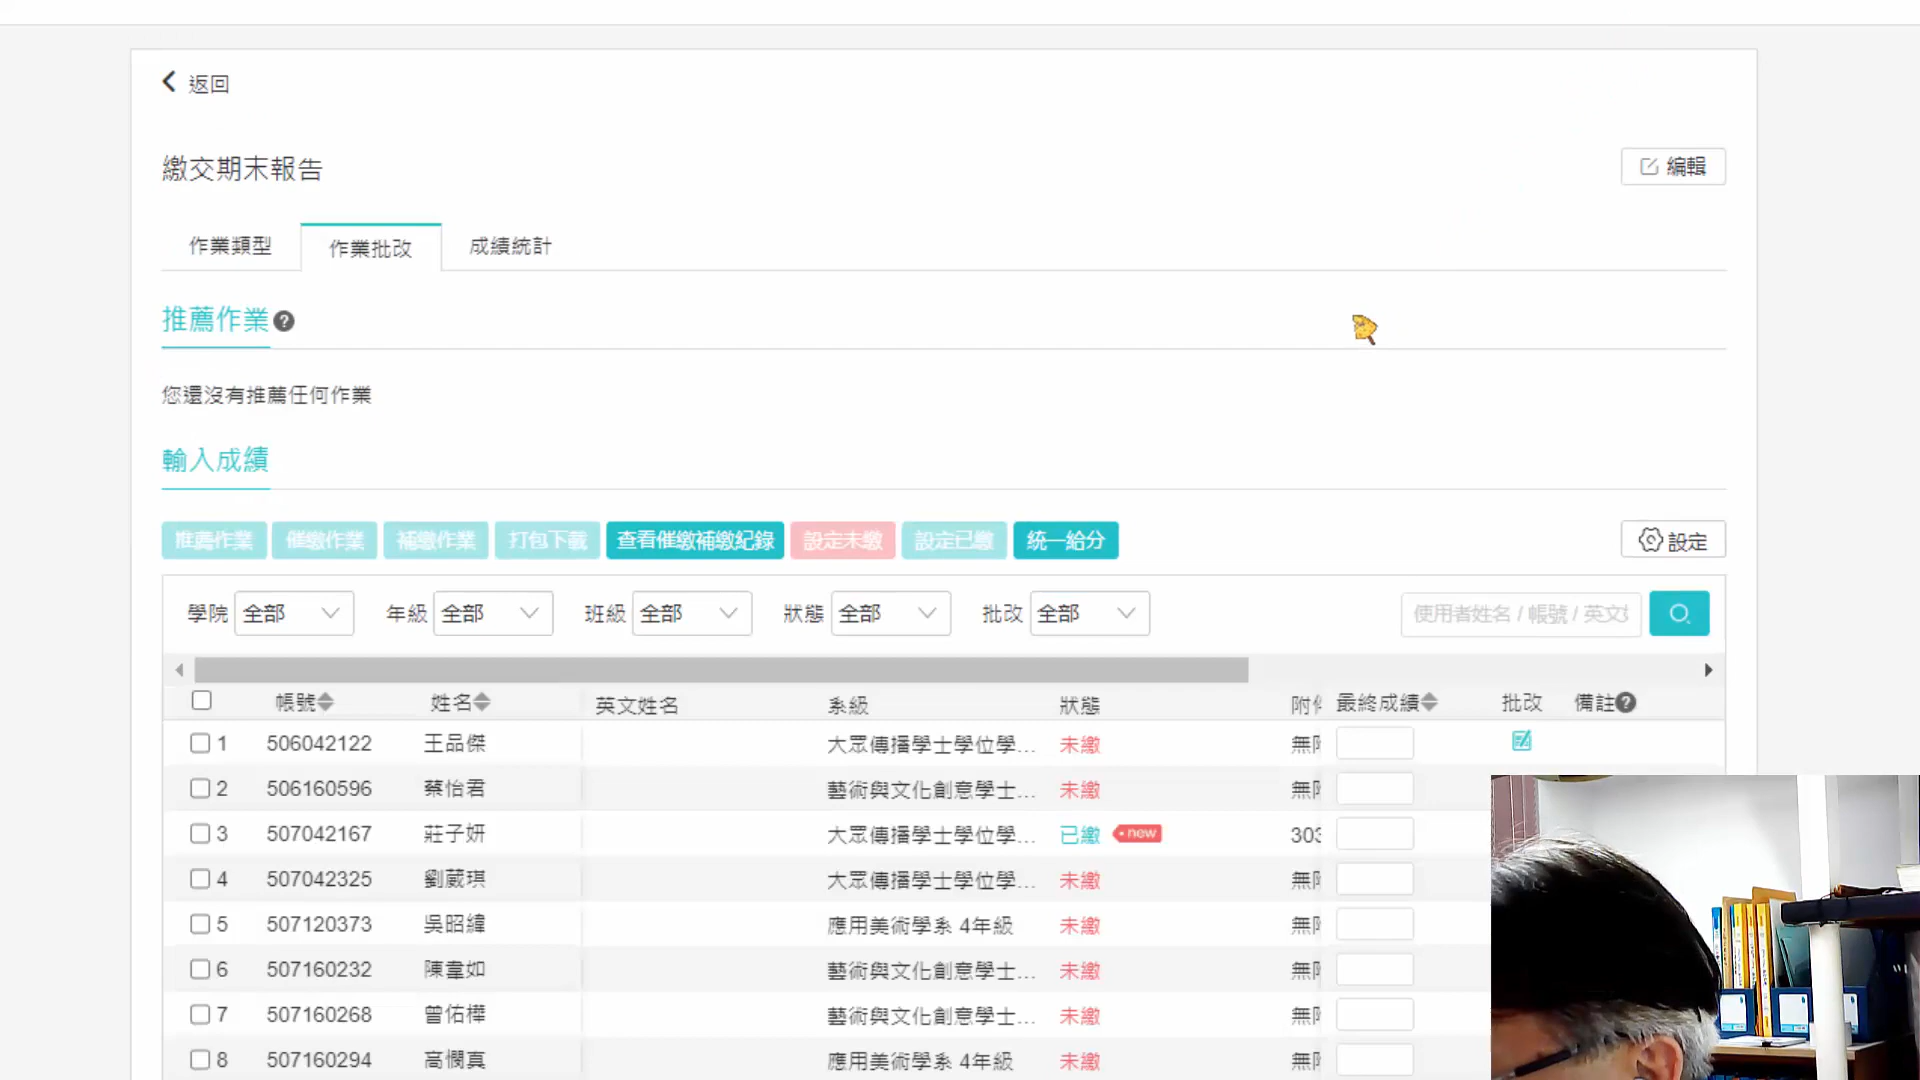 返回
繳交期末報告
編輯
作業類型 作業批改 成績統計
推薦作業
您還沒有推薦任何作業
輸入成績
推薦作業 催繳作業 補繳作業 打包下載 查看催繳補繳紀錄 設定未繳 設定已繳 統一給分 設定
學院 全部 年級 全部 班級 全部 狀態 全部 批改 全部 使用者姓名 / 帳號 / 英文
帳號 姓名 英文姓名 系級 狀態 附 最終成績 批改 備註
1 506042122 王品傑 大眾傳播學士學位學... 未繳 無
2 506160596 蔡怡君 藝術與文化創意學士... 未繳 無
3 507042167 莊子妍 大眾傳播學士學位學... 已繳 new 303
4 507042325 劉葳琪 大眾傳播學士學位學... 未繳 無
5 507120373 吳昭緯 應用美術學系 4年級 未繳 無
6 507160232 陳韋如 藝術與文化創意學士... 未繳 無
7 507160268 曾佑樺 藝術與文化創意學士... 未繳 無
8 507160294 高憫真 應用美術學系 4年級 未繳 無